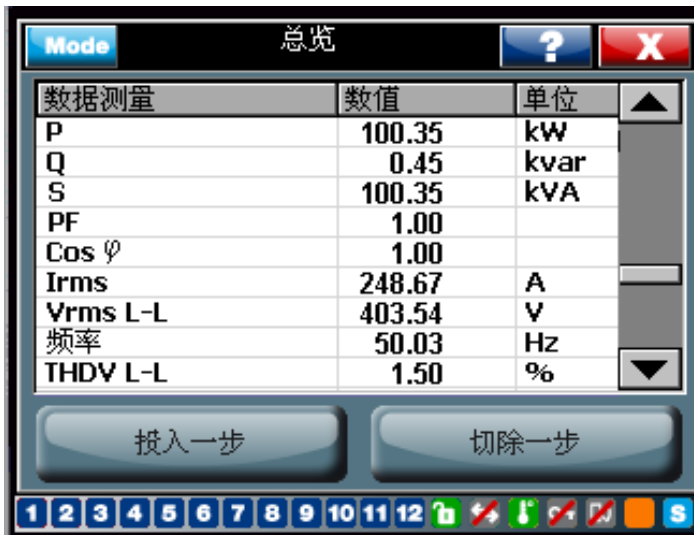 Mode 总览 ? X
数据测量 数值 单位
P 100.35 kW
Q 0.45 kvar
S 100.35 kVA
PF 1.00
Cos φ 1.00
Irms 248.67 A
Vrms L-L 403.54 V
频率 50.03 Hz
THDV L-L 1.50 %
投入一步 切除一步
1 2 3 4 5 6 7 8 9 10 11 12 S